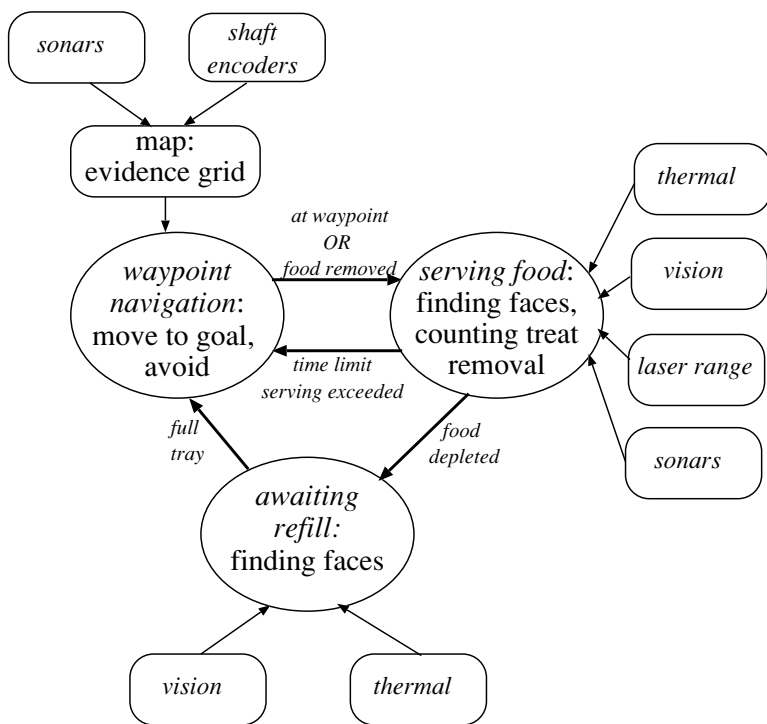 sonars
shaft
encoders
map:
evidence grid
thermal
at waypoint
OR
food removed
waypoint
navigation:
move to goal,
avoid
serving food:
finding faces,
counting treat
removal
vision
time limit
serving exceeded
laser range
full
tray
food
depleted
sonars
awaiting
refill:
finding faces
vision
thermal